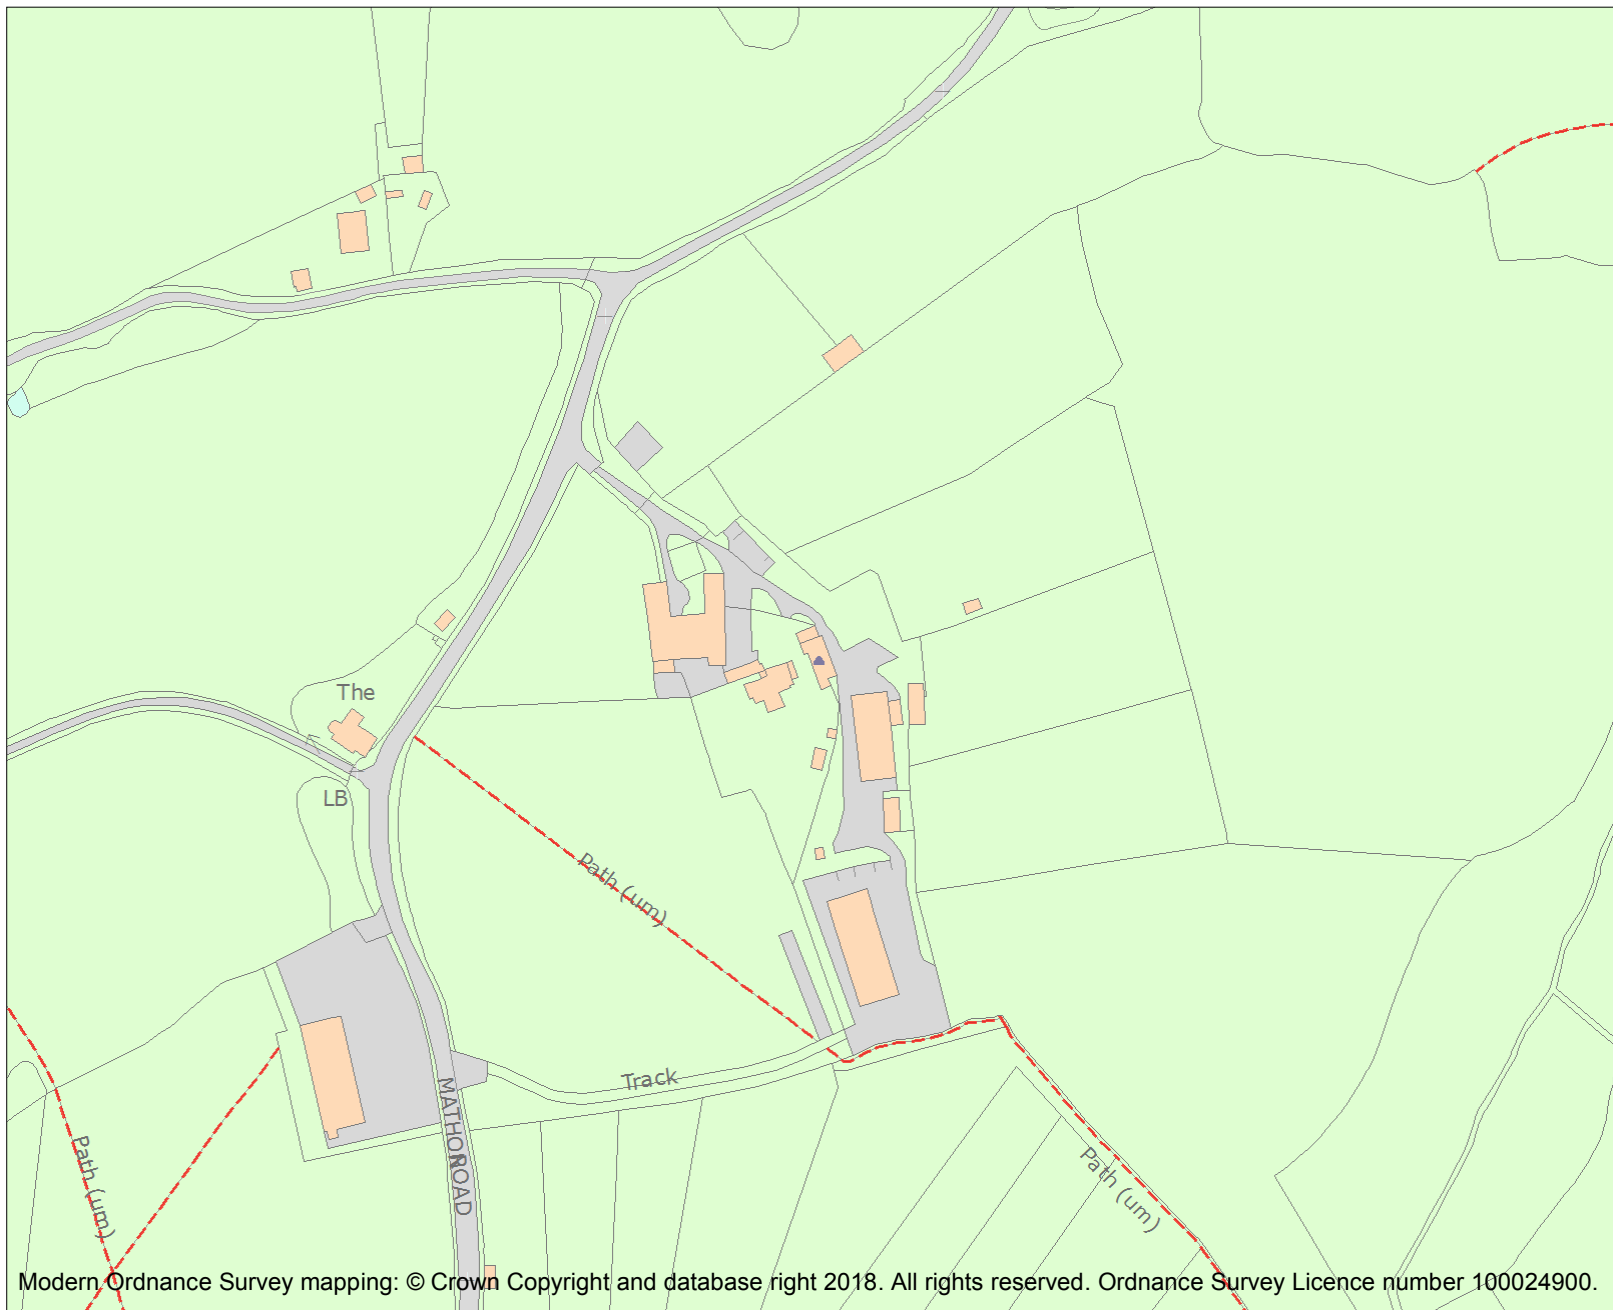 The
LB
Path (um)
Track
MATHON
ROAD
Path (um)
Path (um)
Modern Ordnance Survey mapping: © Crown Copyright and database right 2018. All rights reserved. Ordnance Survey Licence number 100024900.